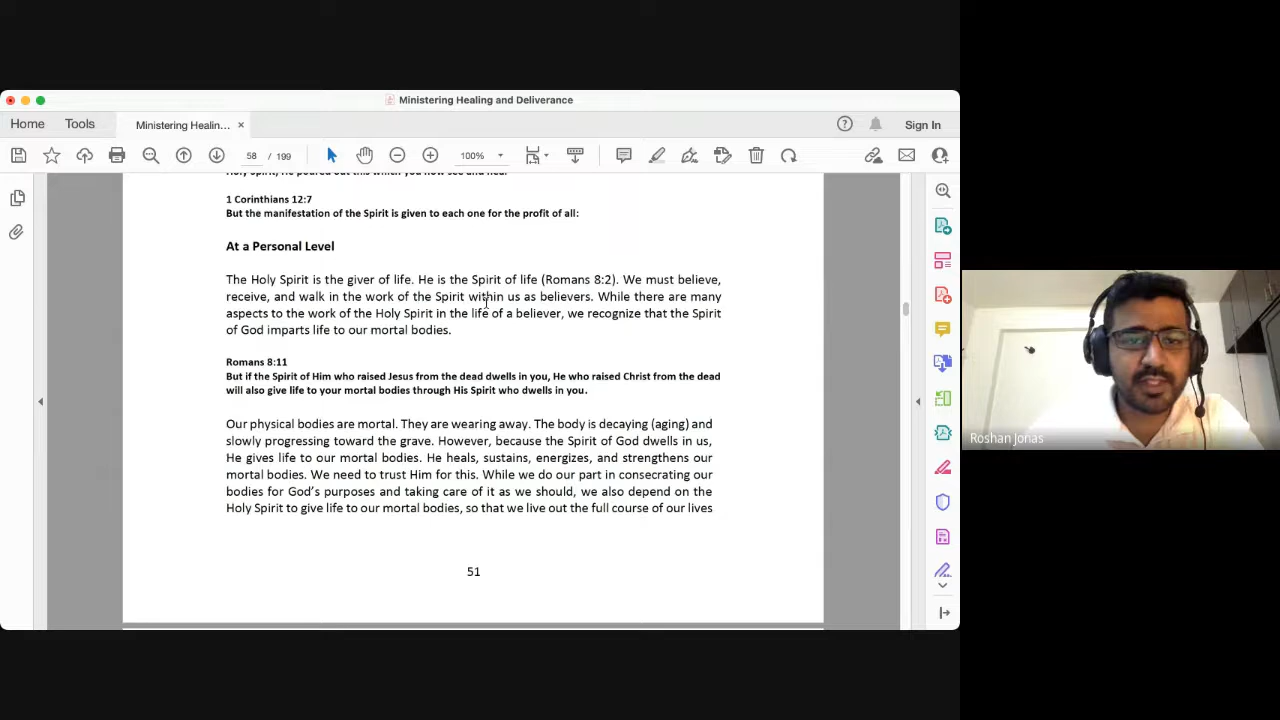 Ministering Healing and Deliverance
Home
Tools
Ministering Healin...
Sign In
58 / 199
100%
Holy Spirit, He poured out this which you now see and hear
1 Corinthians 12:7
But the manifestation of the Spirit is given to each one for the profit of all:
At a Personal Level
The Holy Spirit is the giver of life. He is the Spirit of life (Romans 8:2). We must believe,
receive, and walk in the work of the Spirit within us as believers. While there are many
aspects to the work of the Holy Spirit in the life of a believer, we recognize that the Spirit
of God imparts life to our mortal bodies.
Romans 8:11
But if the Spirit of Him who raised Jesus from the dead dwells in you, He who raised Christ from the dead
will also give life to your mortal bodies through His Spirit who dwells in you.
Our physical bodies are mortal. They are wearing away. The body is decaying (aging) and
slowly progressing toward the grave. However, because the Spirit of God dwells in us,
He gives life to our mortal bodies. He heals, sustains, energizes, and strengthens our
mortal bodies. We need to trust Him for this. While we do our part in consecrating our
bodies for God's purposes and taking care of it as we should, we also depend on the
Holy Spirit to give life to our mortal bodies, so that we live out the full course of our lives
51
Roshan Jonas